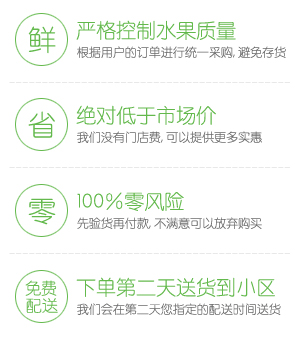 鲜
严格控制水果质量
根据用户的订单进行统一采购, 避免存货
省
绝对低于市场价
我们没有门店费, 可以提供更多实惠
零
100%零风险
先验货再付款, 不满意可以放弃购买
免费
配送
下单第二天送货到小区
我们会在第二天您指定的配送时间送货